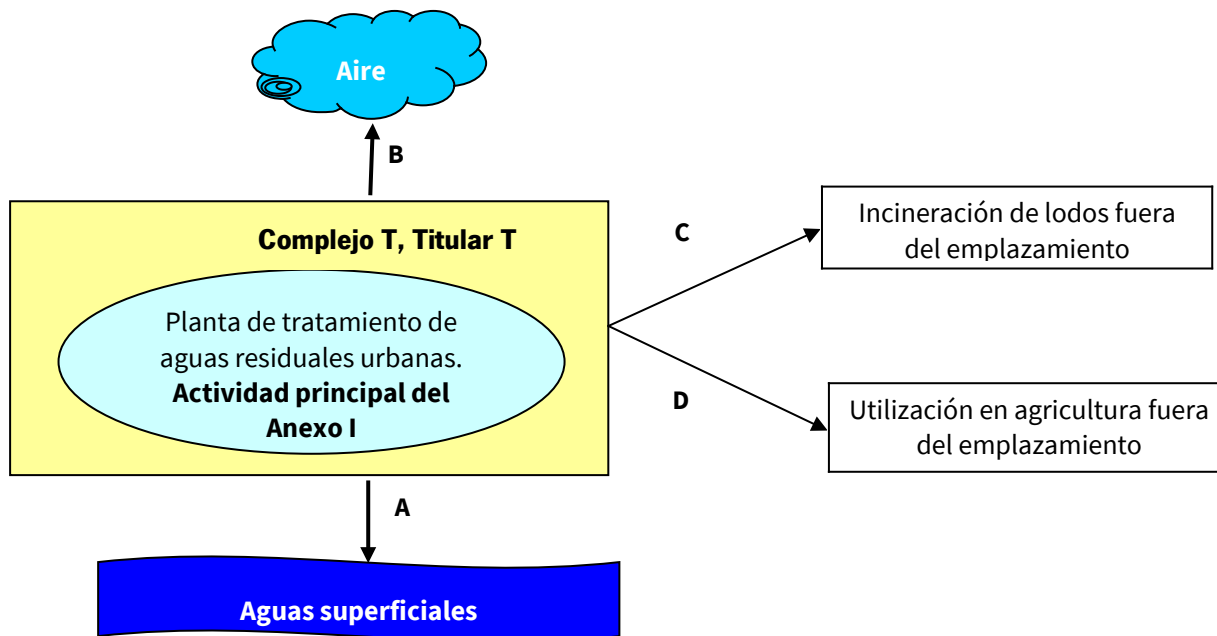 Aire
B
Complejo T, Titular T
Planta de tratamiento de
aguas residuales urbanas.
Actividad principal del
Anexo I
C
Incineración de lodos fuera
del emplazamiento
D
Utilización en agricultura fuera
del emplazamiento
A
Aguas superficiales